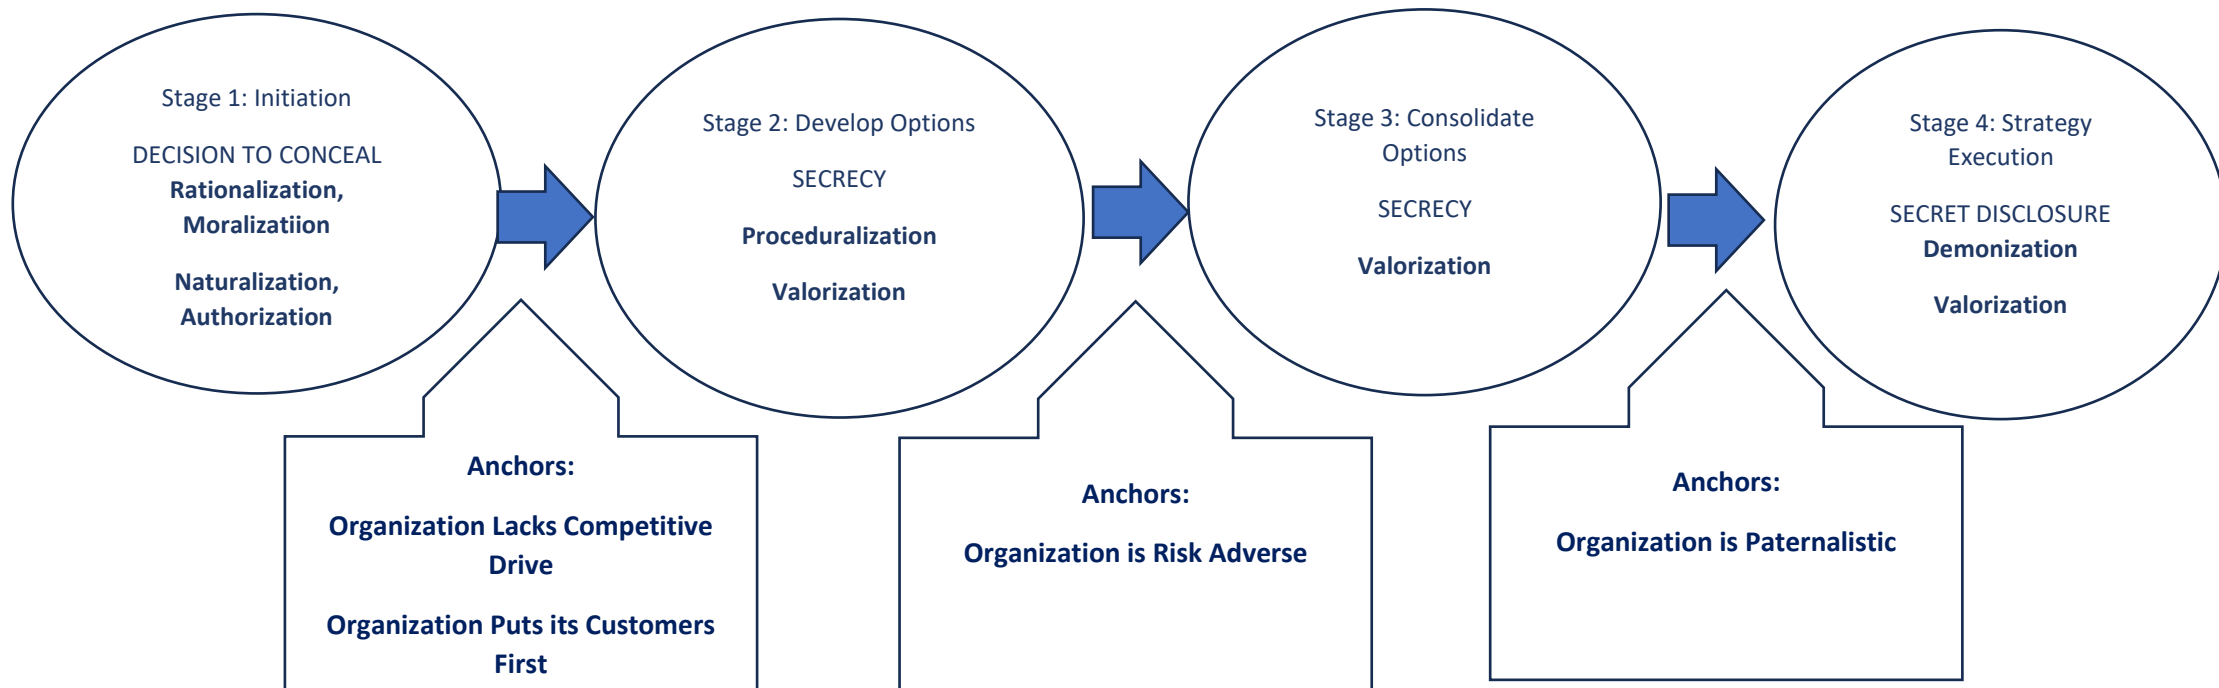 Stage 1: Initiation
DECISION TO CONCEAL
Rationalization,
Moralizatiion
Naturalization,
Authorization
Stage 2: Develop Options
SECRECY
Proceduralization
Valorization
Stage 3: Consolidate
Options
SECRECY
Valorization
Stage 4: Strategy
Execution
SECRET DISCLOSURE
Demonization
Valorization
Anchors:
Organization Lacks Competitive
Drive
Organization Puts its Customers
First
Anchors:
Organization is Risk Adverse
Anchors:
Organization is Paternalistic